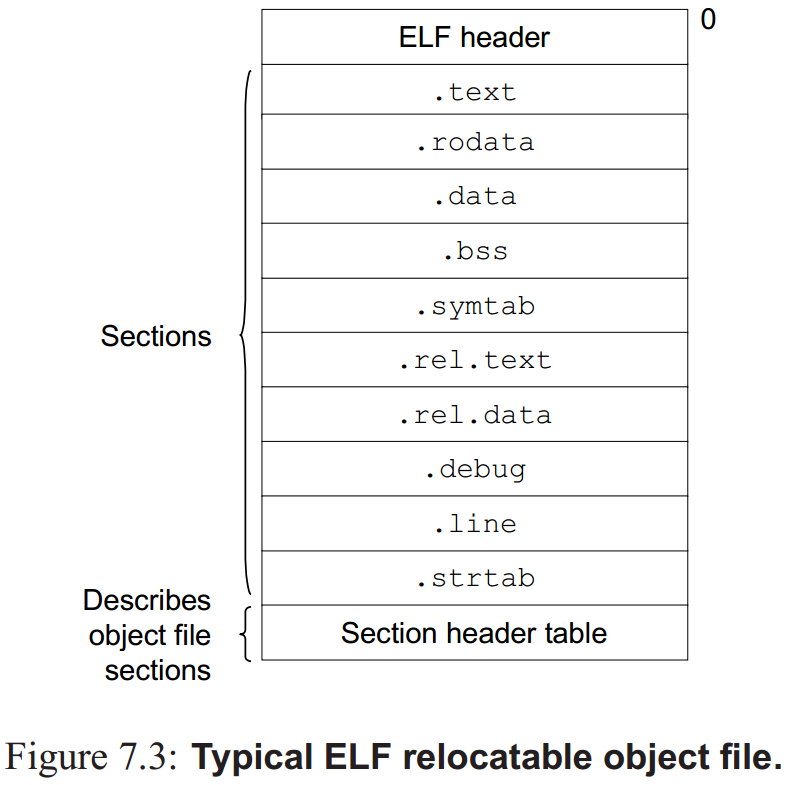 ELF header
0
.text
.rodata
.data
.bss
.symtab
.rel.text
.rel.data
.debug
.line
.strtab
Sections
Describes
object file
sections
Section header table
Figure 7.3: Typical ELF relocatable object file.